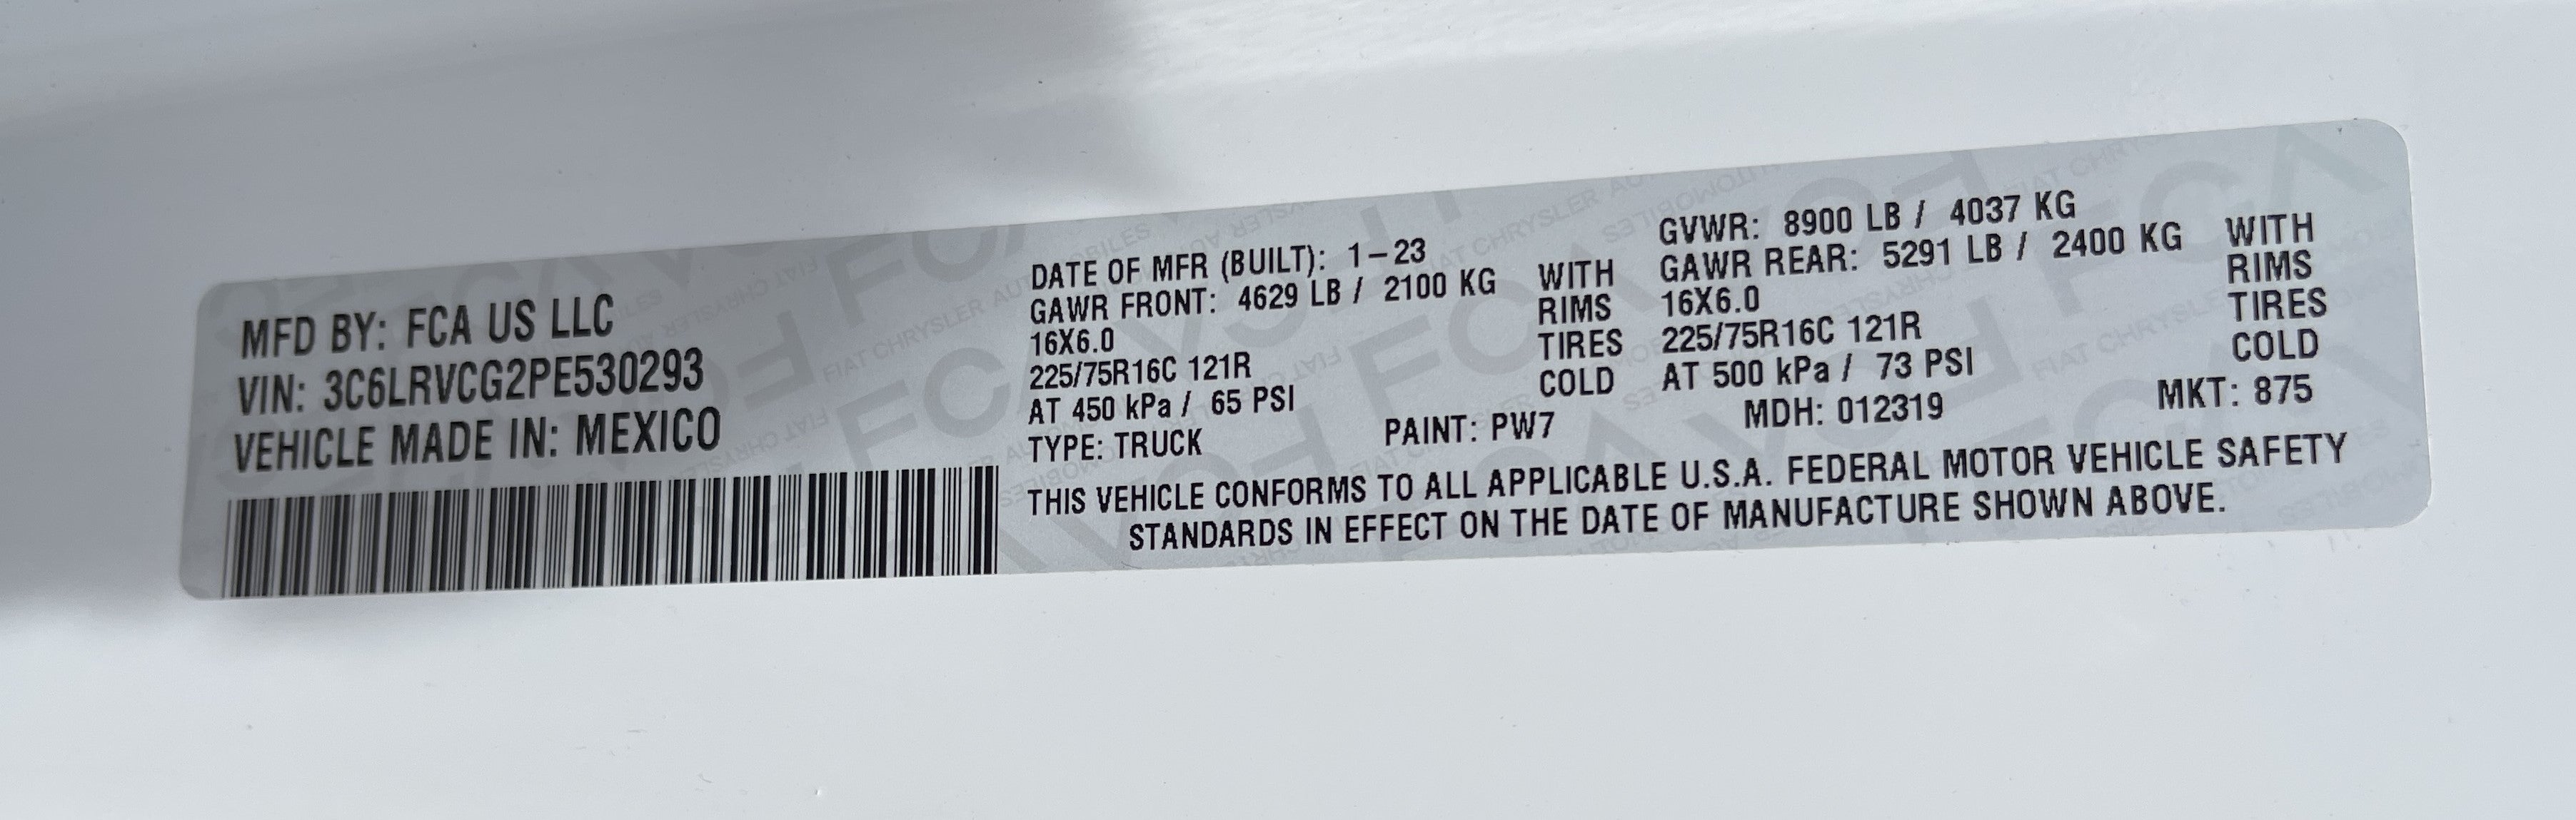 MFD BY: FCA US LLC
VIN: 3C6LRVCG2PE530293
VEHICLE MADE IN: MEXICO
DATE OF MFR (BUILT): 1-23
GAWR FRONT: 4629 LB / 2100 KG WITH
16X6.0 RIMS
225/75R16C 121R TIRES
AT 450 kPa / 65 PSI COLD
GVWR: 8900 LB / 4037 KG
GAWR REAR: 5291 LB / 2400 KG WITH
16X6.0 RIMS
225/75R16C 121R TIRES
AT 500 kPa / 73 PSI COLD
TYPE: TRUCK PAINT: PW7 MDH: 012319 MKT: 875
THIS VEHICLE CONFORMS TO ALL APPLICABLE U.S.A. FEDERAL MOTOR VEHICLE SAFETY
STANDARDS IN EFFECT ON THE DATE OF MANUFACTURE SHOWN ABOVE.